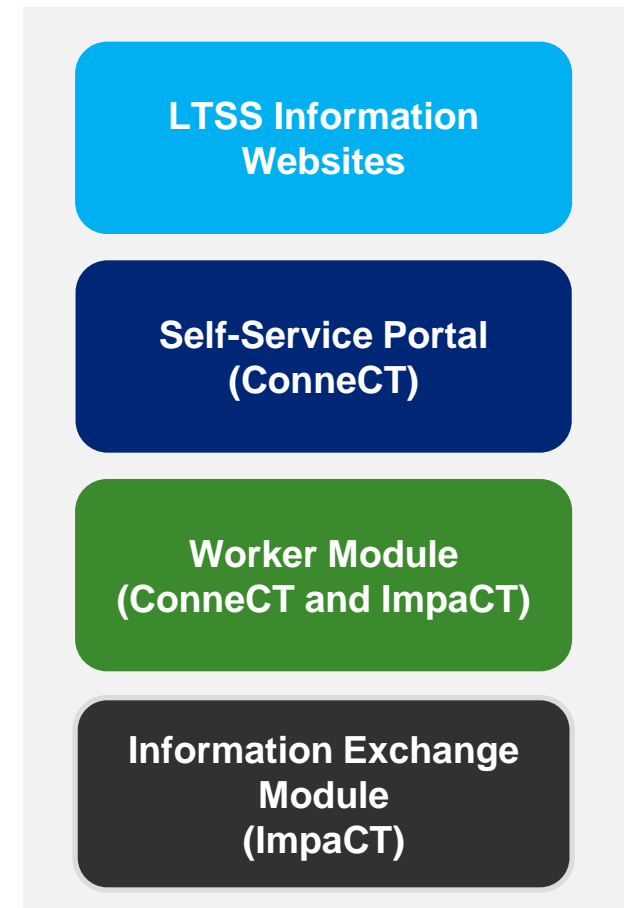 LTSS Information
Websites
Self-Service Portal
(ConneCT)
Worker Module
(ConneCT and ImpaCT)
Information Exchange
Module
(ImpaCT)